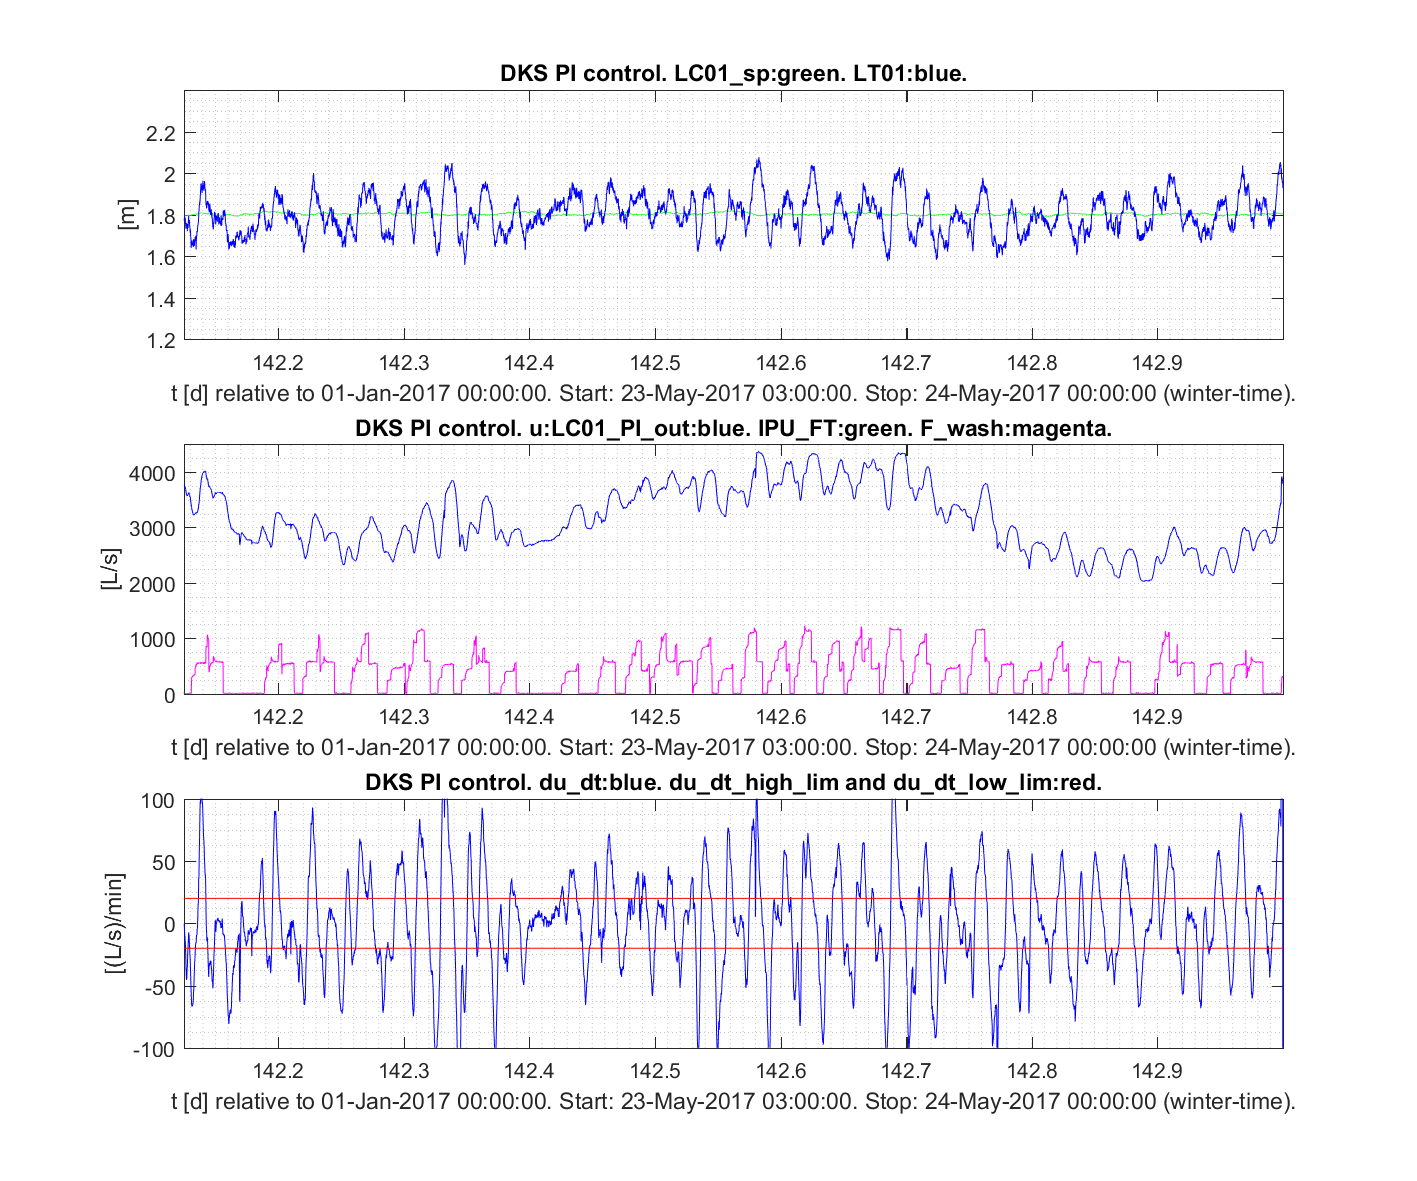 DKS PI control. LC01_sp:green. LT01:blue.
2.2
2
1.8
1.6
1.4
1.2
[m]
142.2 142.3 142.4 142.5 142.6 142.7 142.8 142.9
t [d] relative to 01-Jan-2017 00:00:00. Start: 23-May-2017 03:00:00. Stop: 24-May-2017 00:00:00 (winter-time).
DKS PI control. u:LC01_PI_out:blue. IPU_FT:green. F_wash:magenta.
4000
3000
2000
1000
0
[L/s]
142.2 142.3 142.4 142.5 142.6 142.7 142.8 142.9
t [d] relative to 01-Jan-2017 00:00:00. Start: 23-May-2017 03:00:00. Stop: 24-May-2017 00:00:00 (winter-time).
DKS PI control. du_dt:blue. du_dt_high_lim and du_dt_low_lim:red.
100
50
0
-50
-100
[(L/s)/min]
142.2 142.3 142.4 142.5 142.6 142.7 142.8 142.9
t [d] relative to 01-Jan-2017 00:00:00. Start: 23-May-2017 03:00:00. Stop: 24-May-2017 00:00:00 (winter-time).